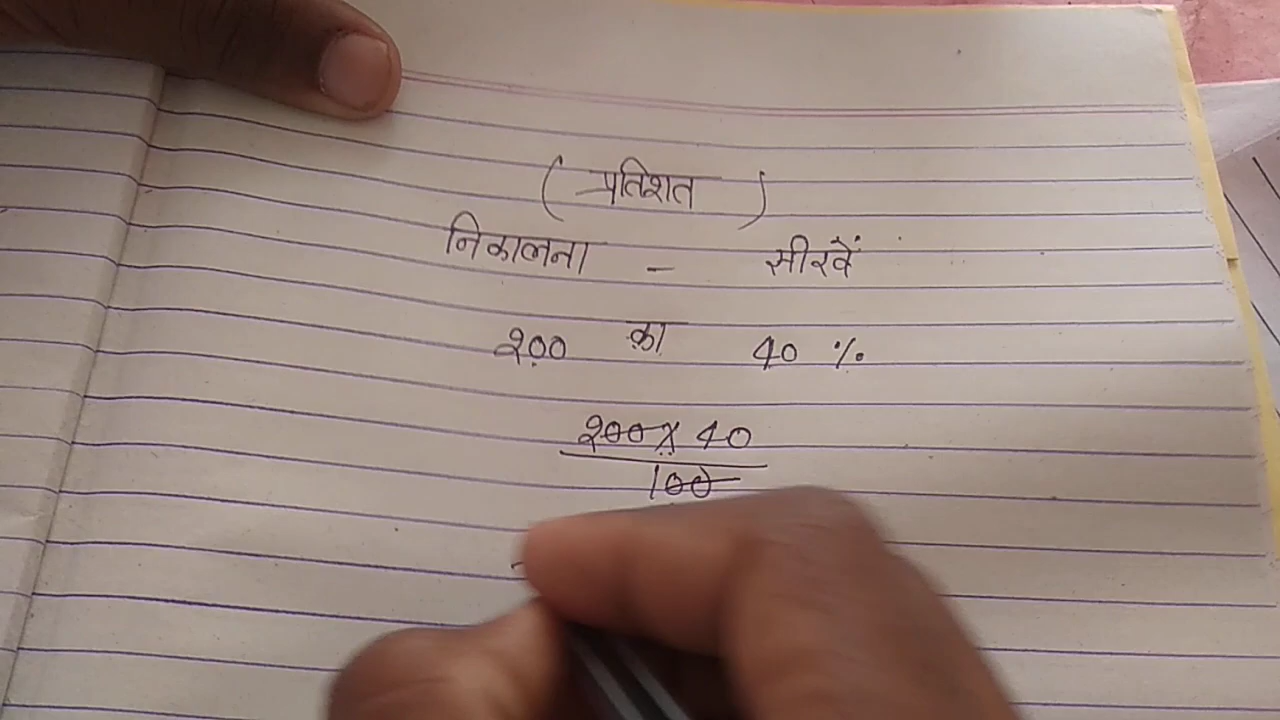 ( प्रतिशत )
निकालना - सीखें
200 का 40 %
200 x 40
100